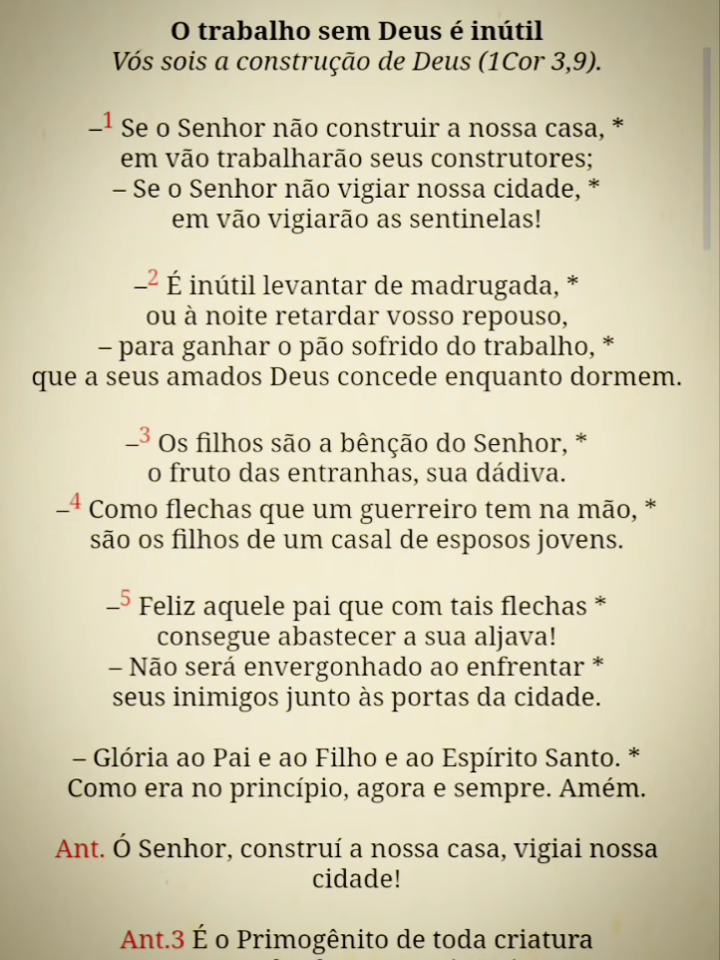 O trabalho sem Deus é inútil
Vós sois a construção de Deus (1Cor 3,9).
–1 Se o Senhor não construir a nossa casa, *
em vão trabalharão seus construtores;
– Se o Senhor não vigiar nossa cidade, *
em vão vigiarão as sentinelas!
–2 É inútil levantar de madrugada, *
ou à noite retardar vosso repouso,
– para ganhar o pão sofrido do trabalho, *
que a seus amados Deus concede enquanto dormem.
–3 Os filhos são a bênção do Senhor, *
o fruto das entranhas, sua dádiva.
–4 Como flechas que um guerreiro tem na mão, *
são os filhos de um casal de esposos jovens.
–5 Feliz aquele pai que com tais flechas *
consegue abastecer a sua aljava!
– Não será envergonhado ao enfrentar *
seus inimigos junto às portas da cidade.
– Glória ao Pai e ao Filho e ao Espírito Santo. *
Como era no princípio, agora e sempre. Amém.
Ant. Ó Senhor, construí a nossa casa, vigiai nossa
cidade!
Ant.3 É o Primogênito de toda criatura